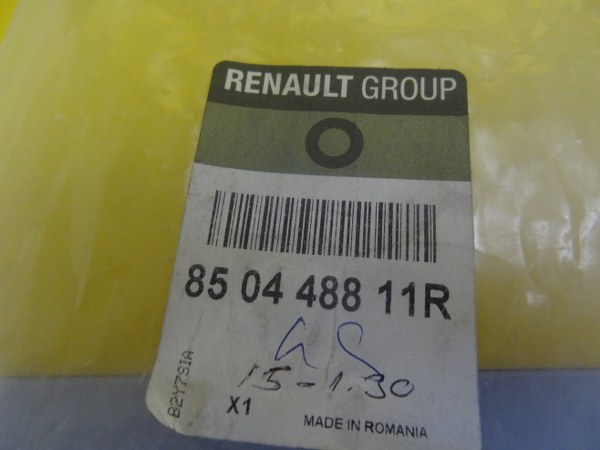 RENAULT GROUP
85 04 488 11R
15-1.30
B2Y7SIA
X1
MADE IN ROMANIA